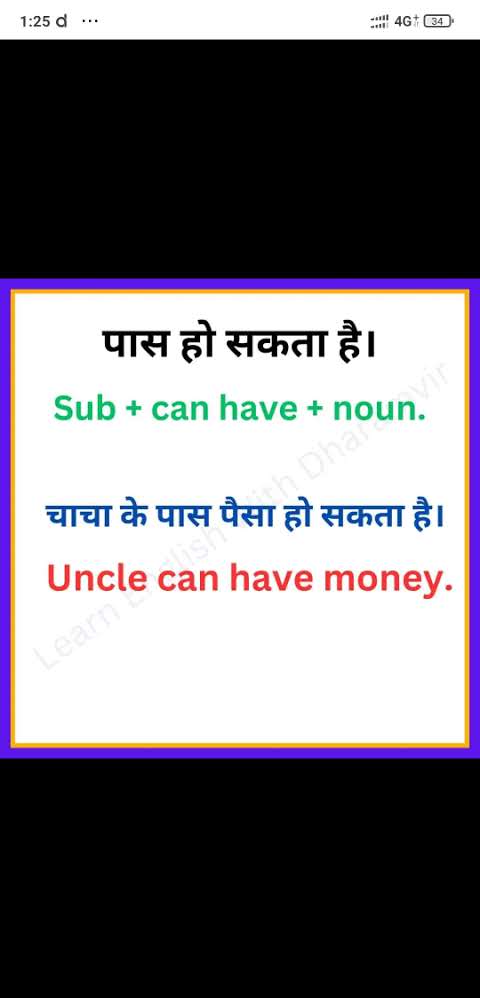 1:25 d ...
4G+ 34
पास हो सकता है।
Sub + can have + noun.
चाचा के पास पैसा हो सकता है।
Uncle can have money.
Learn English With Dharamvir